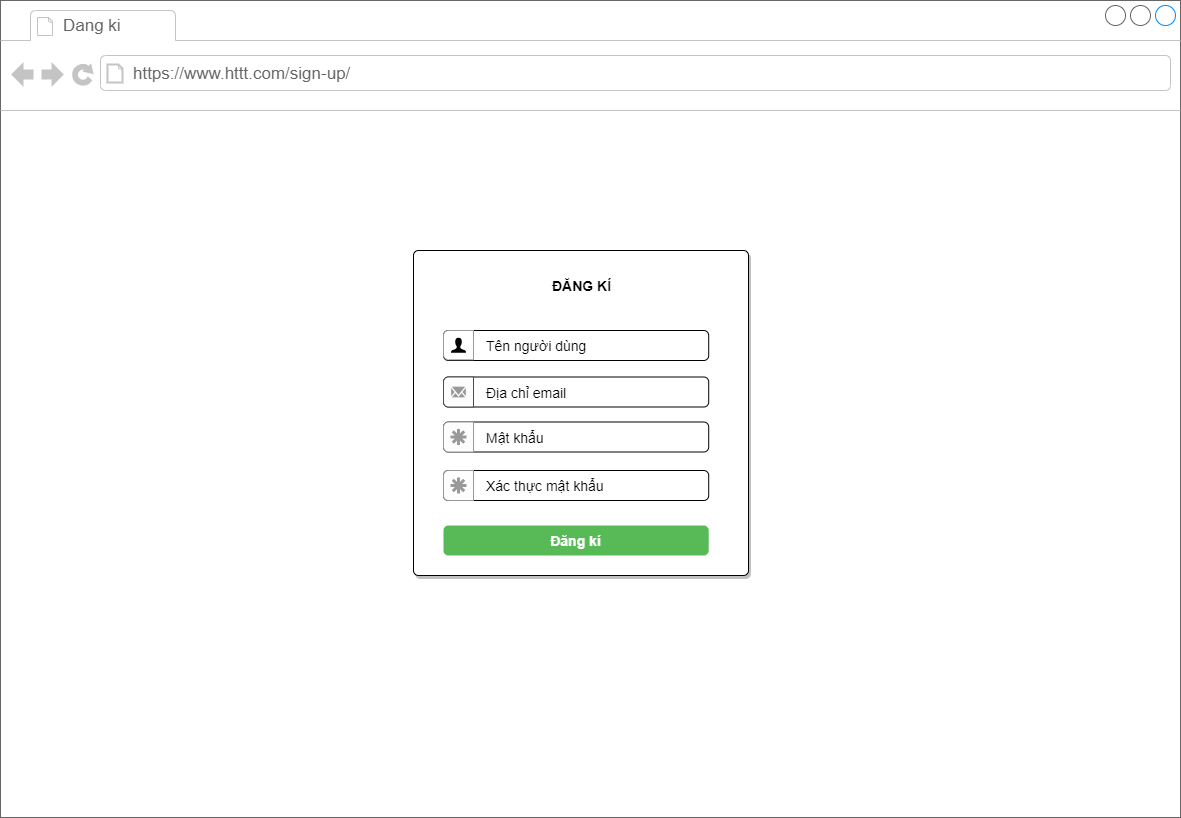 Dang ki
https://www.httt.com/sign-up/
ĐĂNG KÍ
Tên người dùng
Địa chỉ email
Mật khẩu
Xác thực mật khẩu
Đăng kí